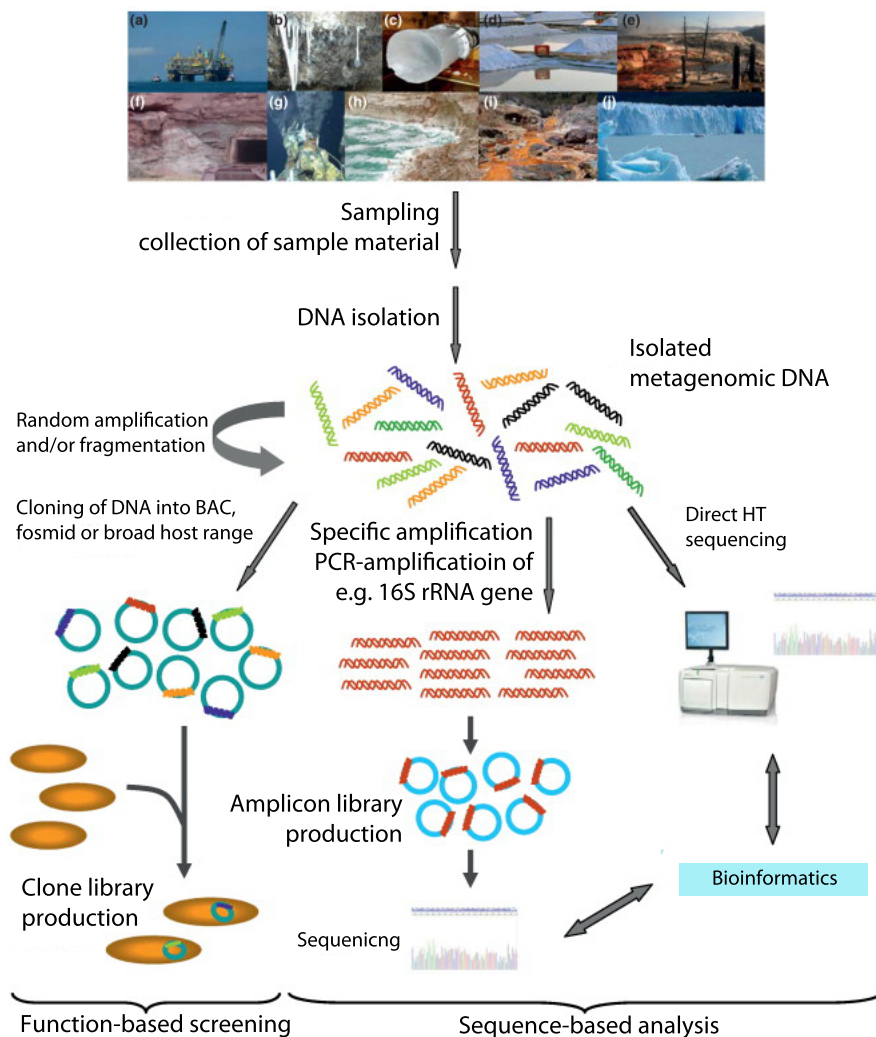 (a)
(b)
(c)
(d)
(e)
(f)
(g)
(h)
(i)
(j)
Sampling
collection of sample material
DNA isolation
Isolated
metagenomic DNA
Random amplification
and/or fragmentation
Cloning of DNA into BAC,
fosmid or broad host range
Specific amplification
PCR-amplificatioin of
e.g. 16S rRNA gene
Direct HT
sequencing
Amplicon library
production
Clone library
production
Bioinformatics
Sequenicng
Function-based screening
Sequence-based analysis